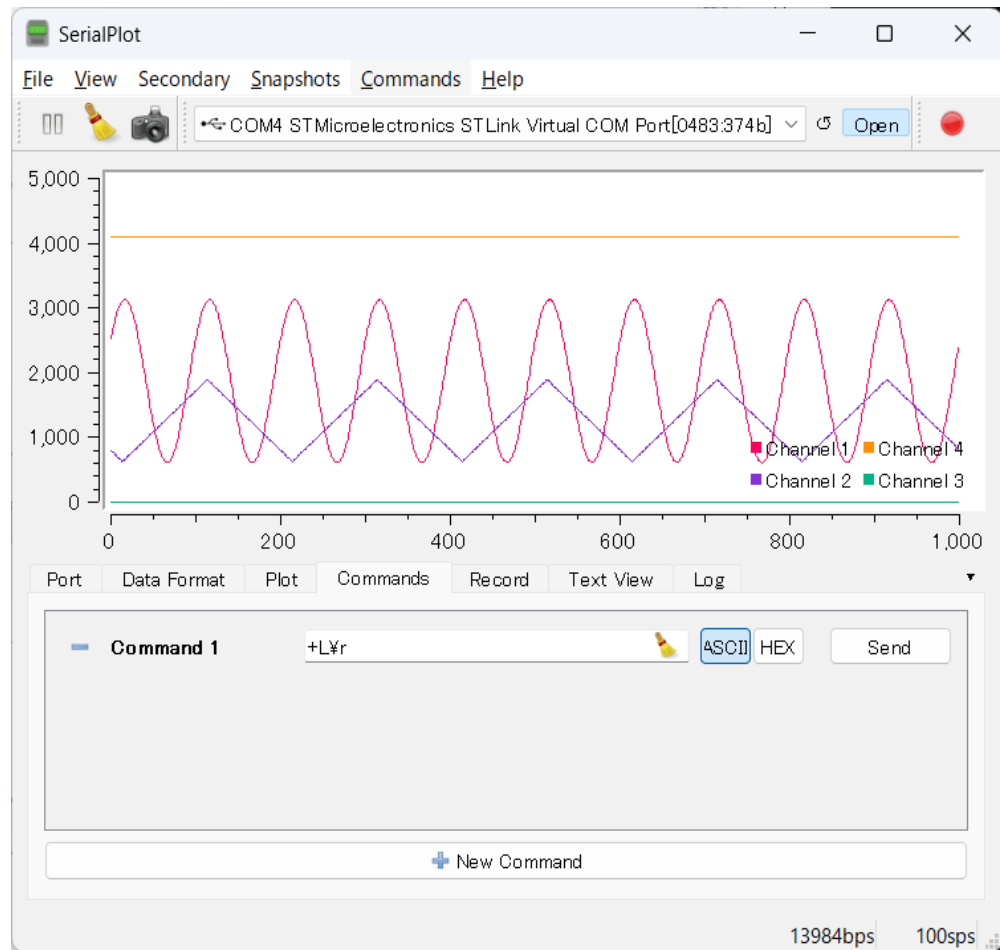 SerialPlot
File View Secondary Snapshots Commands Help
COM4 STMicroelectronics STLink Virtual COM Port[0483:374b] Open
5,000
4,000
3,000
2,000
1,000
0
Channel 1 Channel 4
Channel 2 Channel 3
0 200 400 600 800 1,000
Port Data Format Plot Commands Record Text View Log
Command 1 +L¥r ASCII HEX Send
New Command
13984bps 100sps